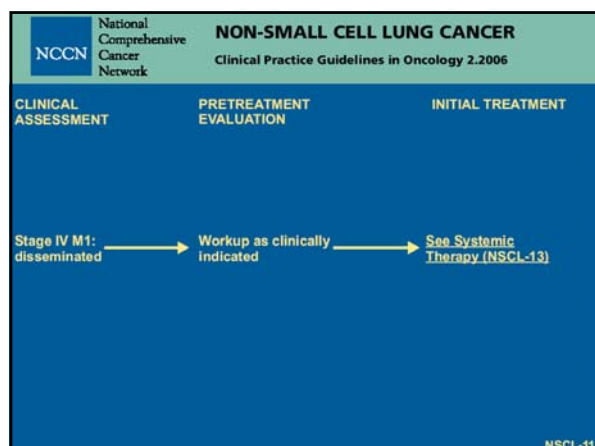 NCCN
National
Comprehensive
Cancer
Network
NON-SMALL CELL LUNG CANCER
Clinical Practice Guidelines in Oncology 2.2006
CLINICAL
ASSESSMENT
PRETREATMENT
EVALUATION
INITIAL TREATMENT
Stage IV M1:
disseminated
Workup as clinically
indicated
See Systemic
Therapy (NSCL-13)
NSCL-11